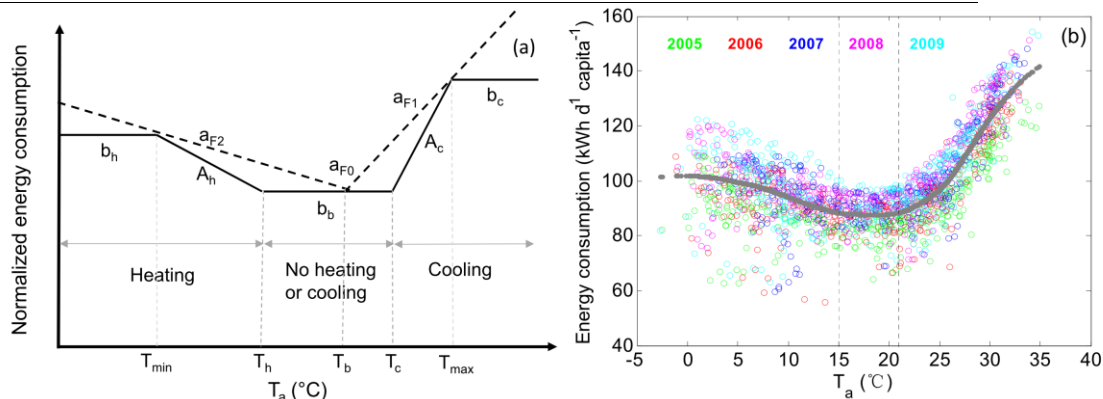 (a)
Normalized energy consumption
b_h
A_h
a_F2
a_F0
b_b
a_F1
A_c
b_c
Heating
No heating
or cooling
Cooling
T_min
T_h
T_b
T_c
T_max
T_a (°C)
(b)
Energy consumption (kWh d¹ capita⁻¹)
2005 2006 2007 2008 2009
160
140
120
100
80
60
40
-5 0 5 10 15 20 25 30 35 40
T_a (℃)